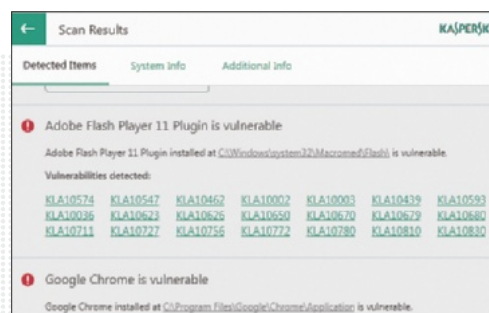 Scan Results
KASPERSK
Detected Items System Info Additional Info
Adobe Flash Player 11 Plugin is vulnerable
Adobe Flash Player 11 Plugin installed at C:\Windows\system32\Macromed\Flash\ is vulnerable.
Vulnerabilities detected:
KLA10574 KLA10547 KLA10462 KLA10002 KLA10003 KLA10439 KLA10593
KLA10036 KLA10623 KLA10626 KLA10650 KLA10670 KLA10679 KLA10680
KLA10711 KLA10727 KLA10756 KLA10772 KLA10780 KLA10810 KLA10830
Google Chrome is vulnerable
Google Chrome installed at C:\Program Files\Google\Chrome\Application is vulnerable.